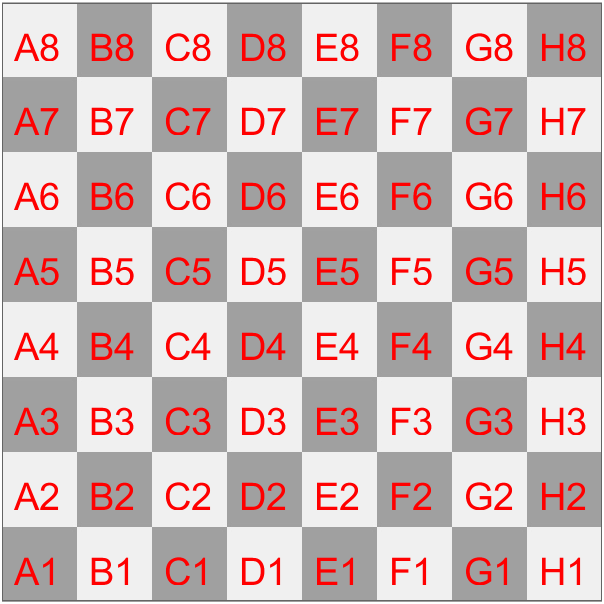 A8 B8 C8 D8 E8 F8 G8 H8
A7 B7 C7 D7 E7 F7 G7 H7
A6 B6 C6 D6 E6 F6 G6 H6
A5 B5 C5 D5 E5 F5 G5 H5
A4 B4 C4 D4 E4 F4 G4 H4
A3 B3 C3 D3 E3 F3 G3 H3
A2 B2 C2 D2 E2 F2 G2 H2
A1 B1 C1 D1 E1 F1 G1 H1